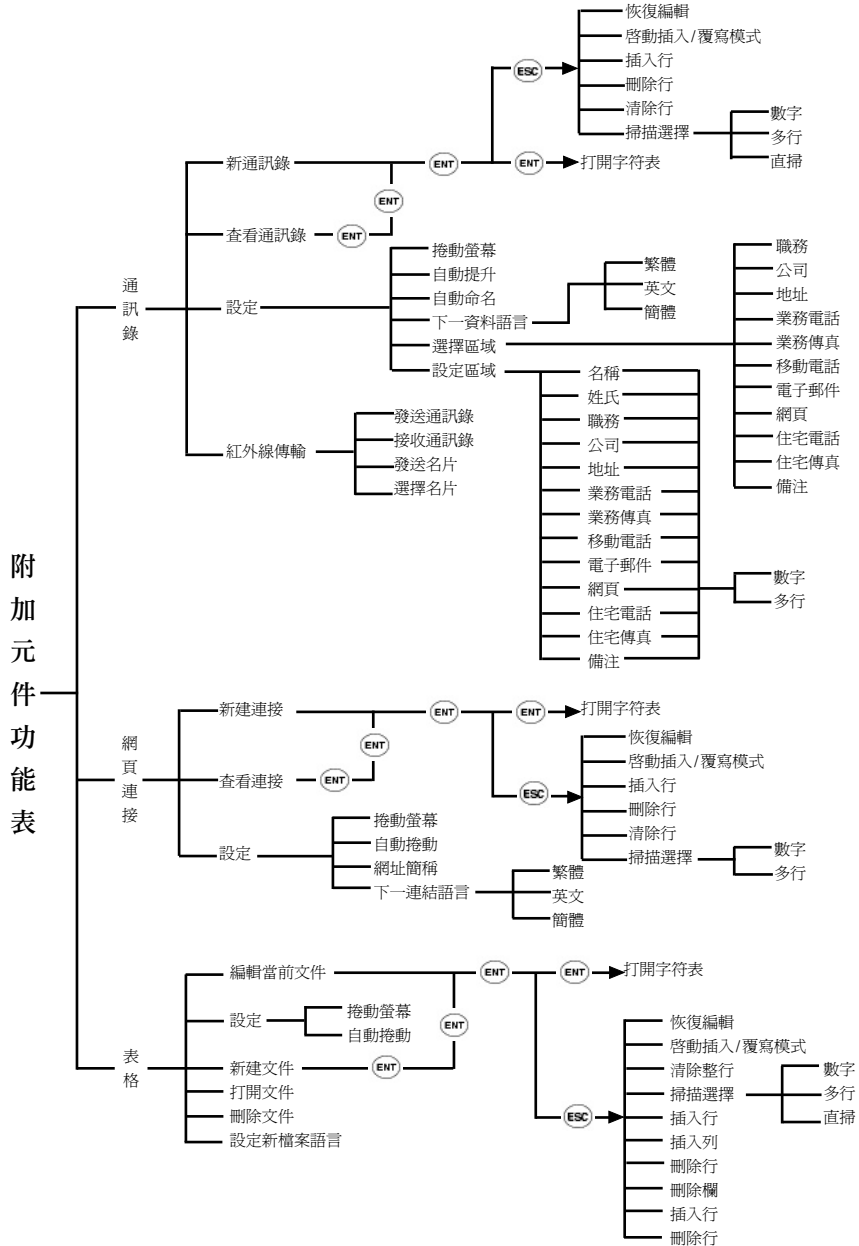 附加元件功能表
通訊錄
新通訊錄
ENT
ENT
ESC
恢復編輯
啓動插入/覆寫模式
插入行
刪除行
清除行
掃描選擇
數字
多行
直掃
ENT
打開字符表
查看通訊錄
ENT
設定
捲動螢幕
自動提升
自動命名
下一資料語言
繁體
英文
簡體
選擇區域
職務
公司
地址
業務電話
業務傳真
移動電話
電子郵件
網頁
住宅電話
住宅傳真
備注
設定區域
名稱
姓氏
職務
公司
地址
業務電話
業務傳真
移動電話
電子郵件
網頁
住宅電話
住宅傳真
備注
數字
多行
紅外線傳輸
發送通訊錄
接收通訊錄
發送名片
選擇名片
網頁連接
新建連接
ENT
ENT
ENT
打開字符表
查看連接
ENT
ESC
恢復編輯
啓動插入/覆寫模式
插入行
刪除行
清除行
掃描選擇
數字
多行
設定
捲動螢幕
自動捲動
網址簡稱
下一連結語言
繁體
英文
簡體
表格
編輯當前文件
ENT
ENT
打開字符表
設定
捲動螢幕
自動捲動
ENT
新建文件
ENT
打開文件
刪除文件
設定新檔案語言
ESC
恢復編輯
啓動插入/覆寫模式
清除整行
掃描選擇
數字
多行
直掃
插入行
插入列
刪除行
刪除欄
插入行
刪除行